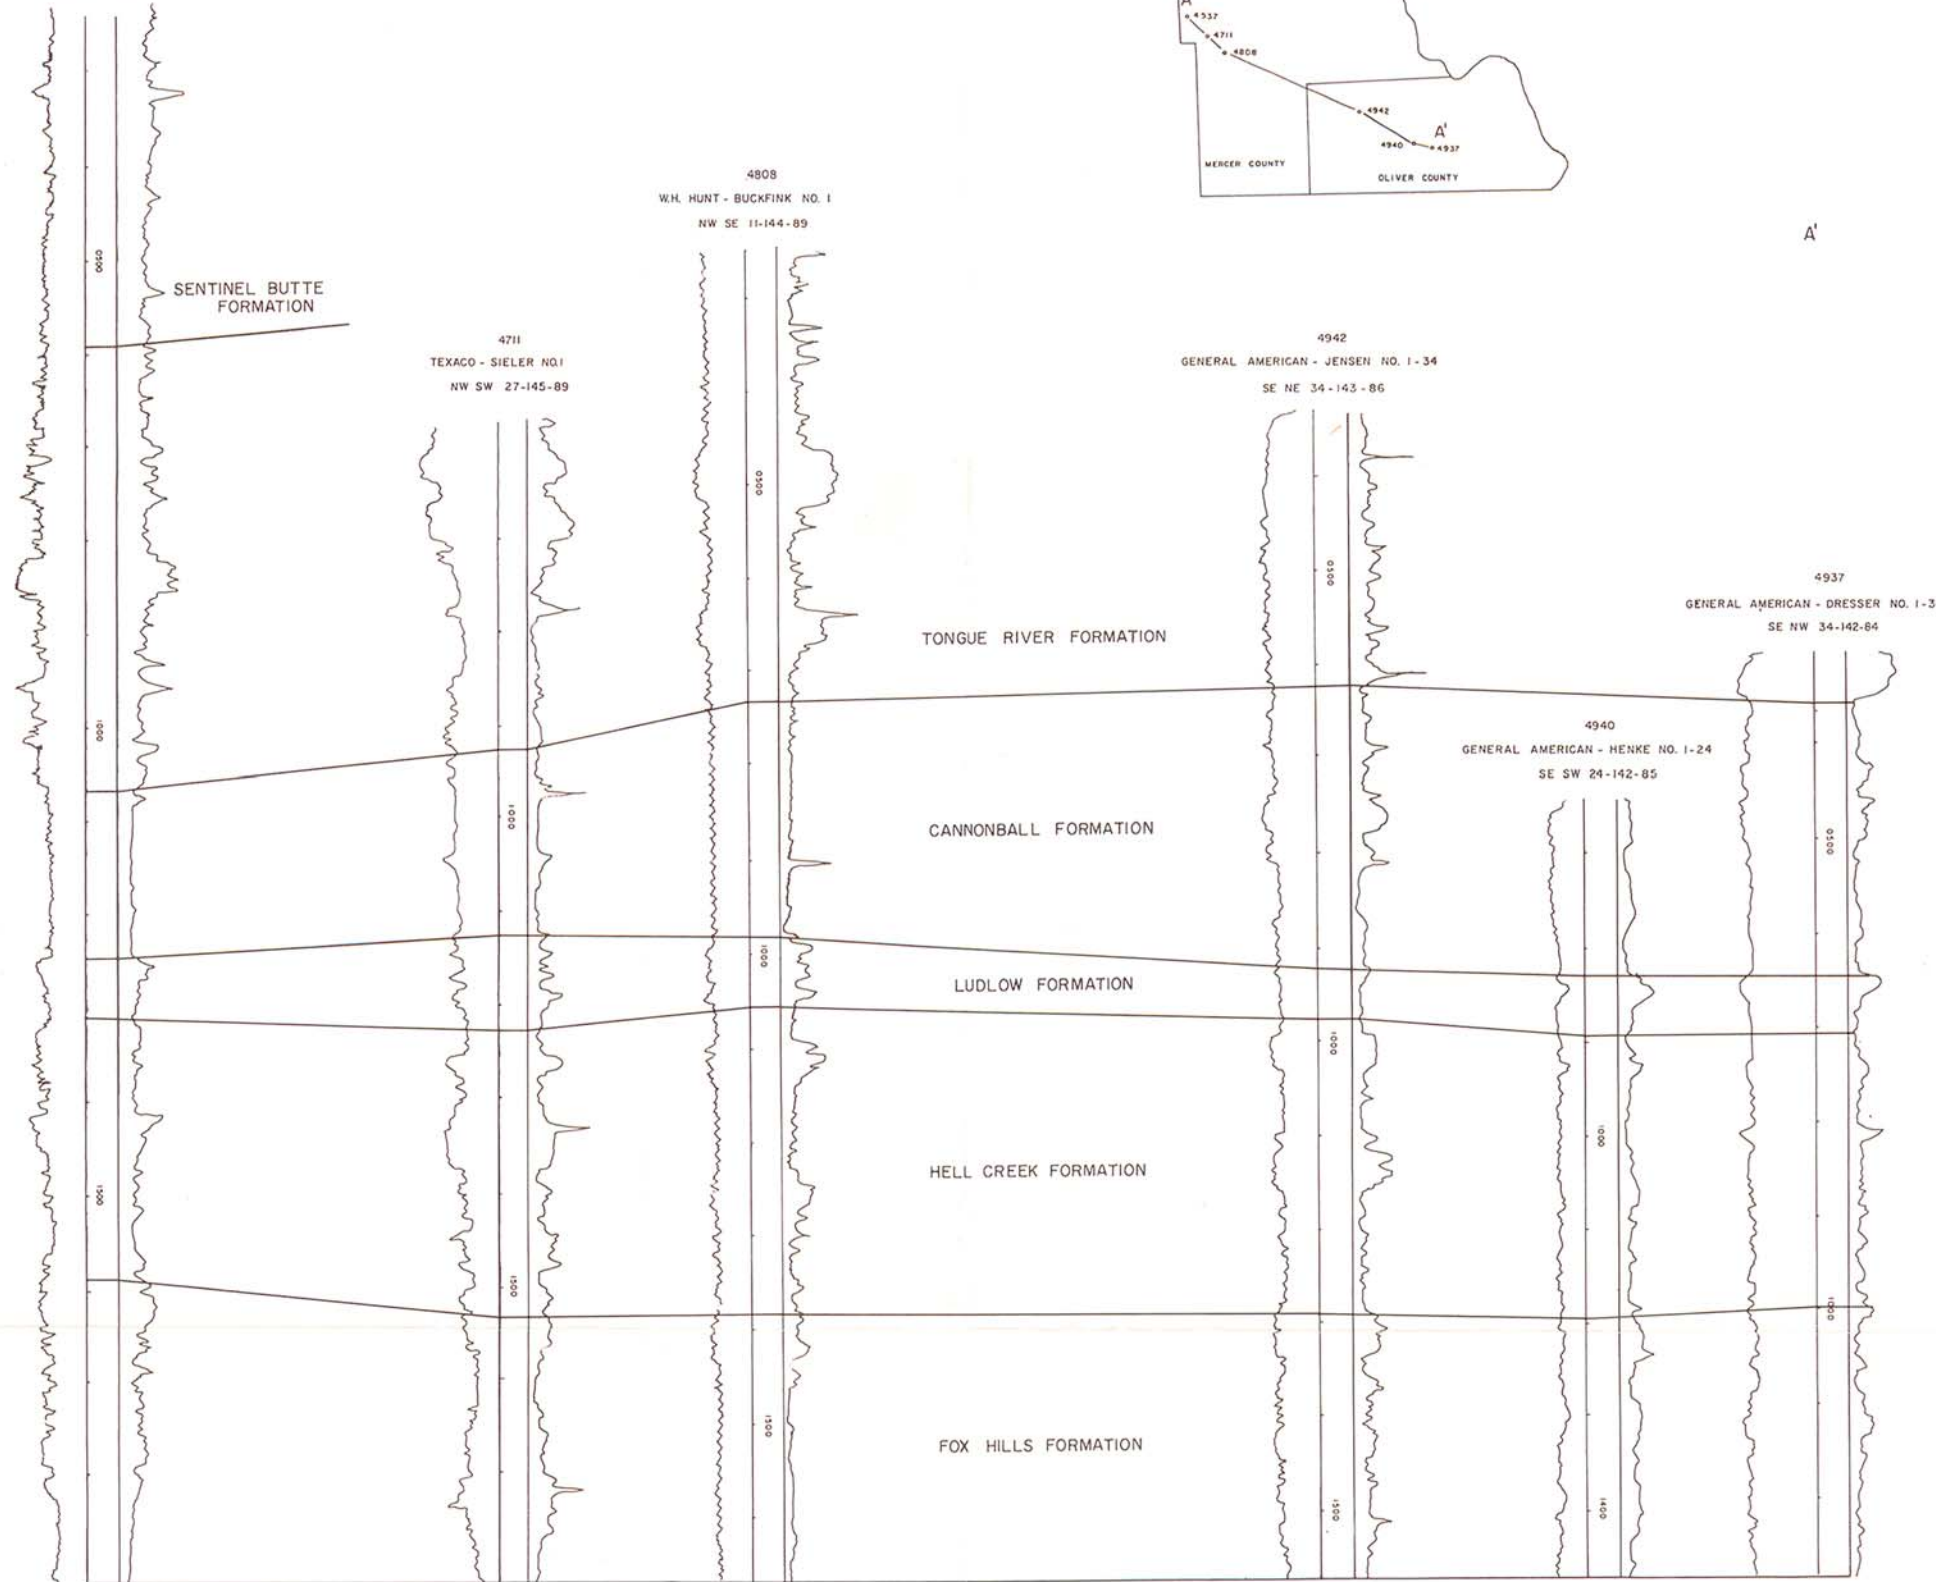 A
4537
4711
4808
4942
A'
4940
4937
MERCER COUNTY
OLIVER COUNTY
A'
4808
W.H. HUNT - BUCKFINK NO. 1
NW SE 11-144-89
0500
SENTINEL BUTTE
FORMATION
4711
TEXACO - SIELER NO.1
NW SW 27-145-89
4942
GENERAL AMERICAN - JENSEN NO. 1-34
SE NE 34-143-86
0500
0500
4937
GENERAL AMERICAN - DRESSER NO. 1-3
SE NW 34-142-84
TONGUE RIVER FORMATION
4940
GENERAL AMERICAN - HENKE NO. 1-24
SE SW 24-142-85
1000
1000
CANNONBALL FORMATION
0500
1000
LUDLOW FORMATION
1000
1000
HELL CREEK FORMATION
1500
1500
1000
FOX HILLS FORMATION
1500
1500
1400